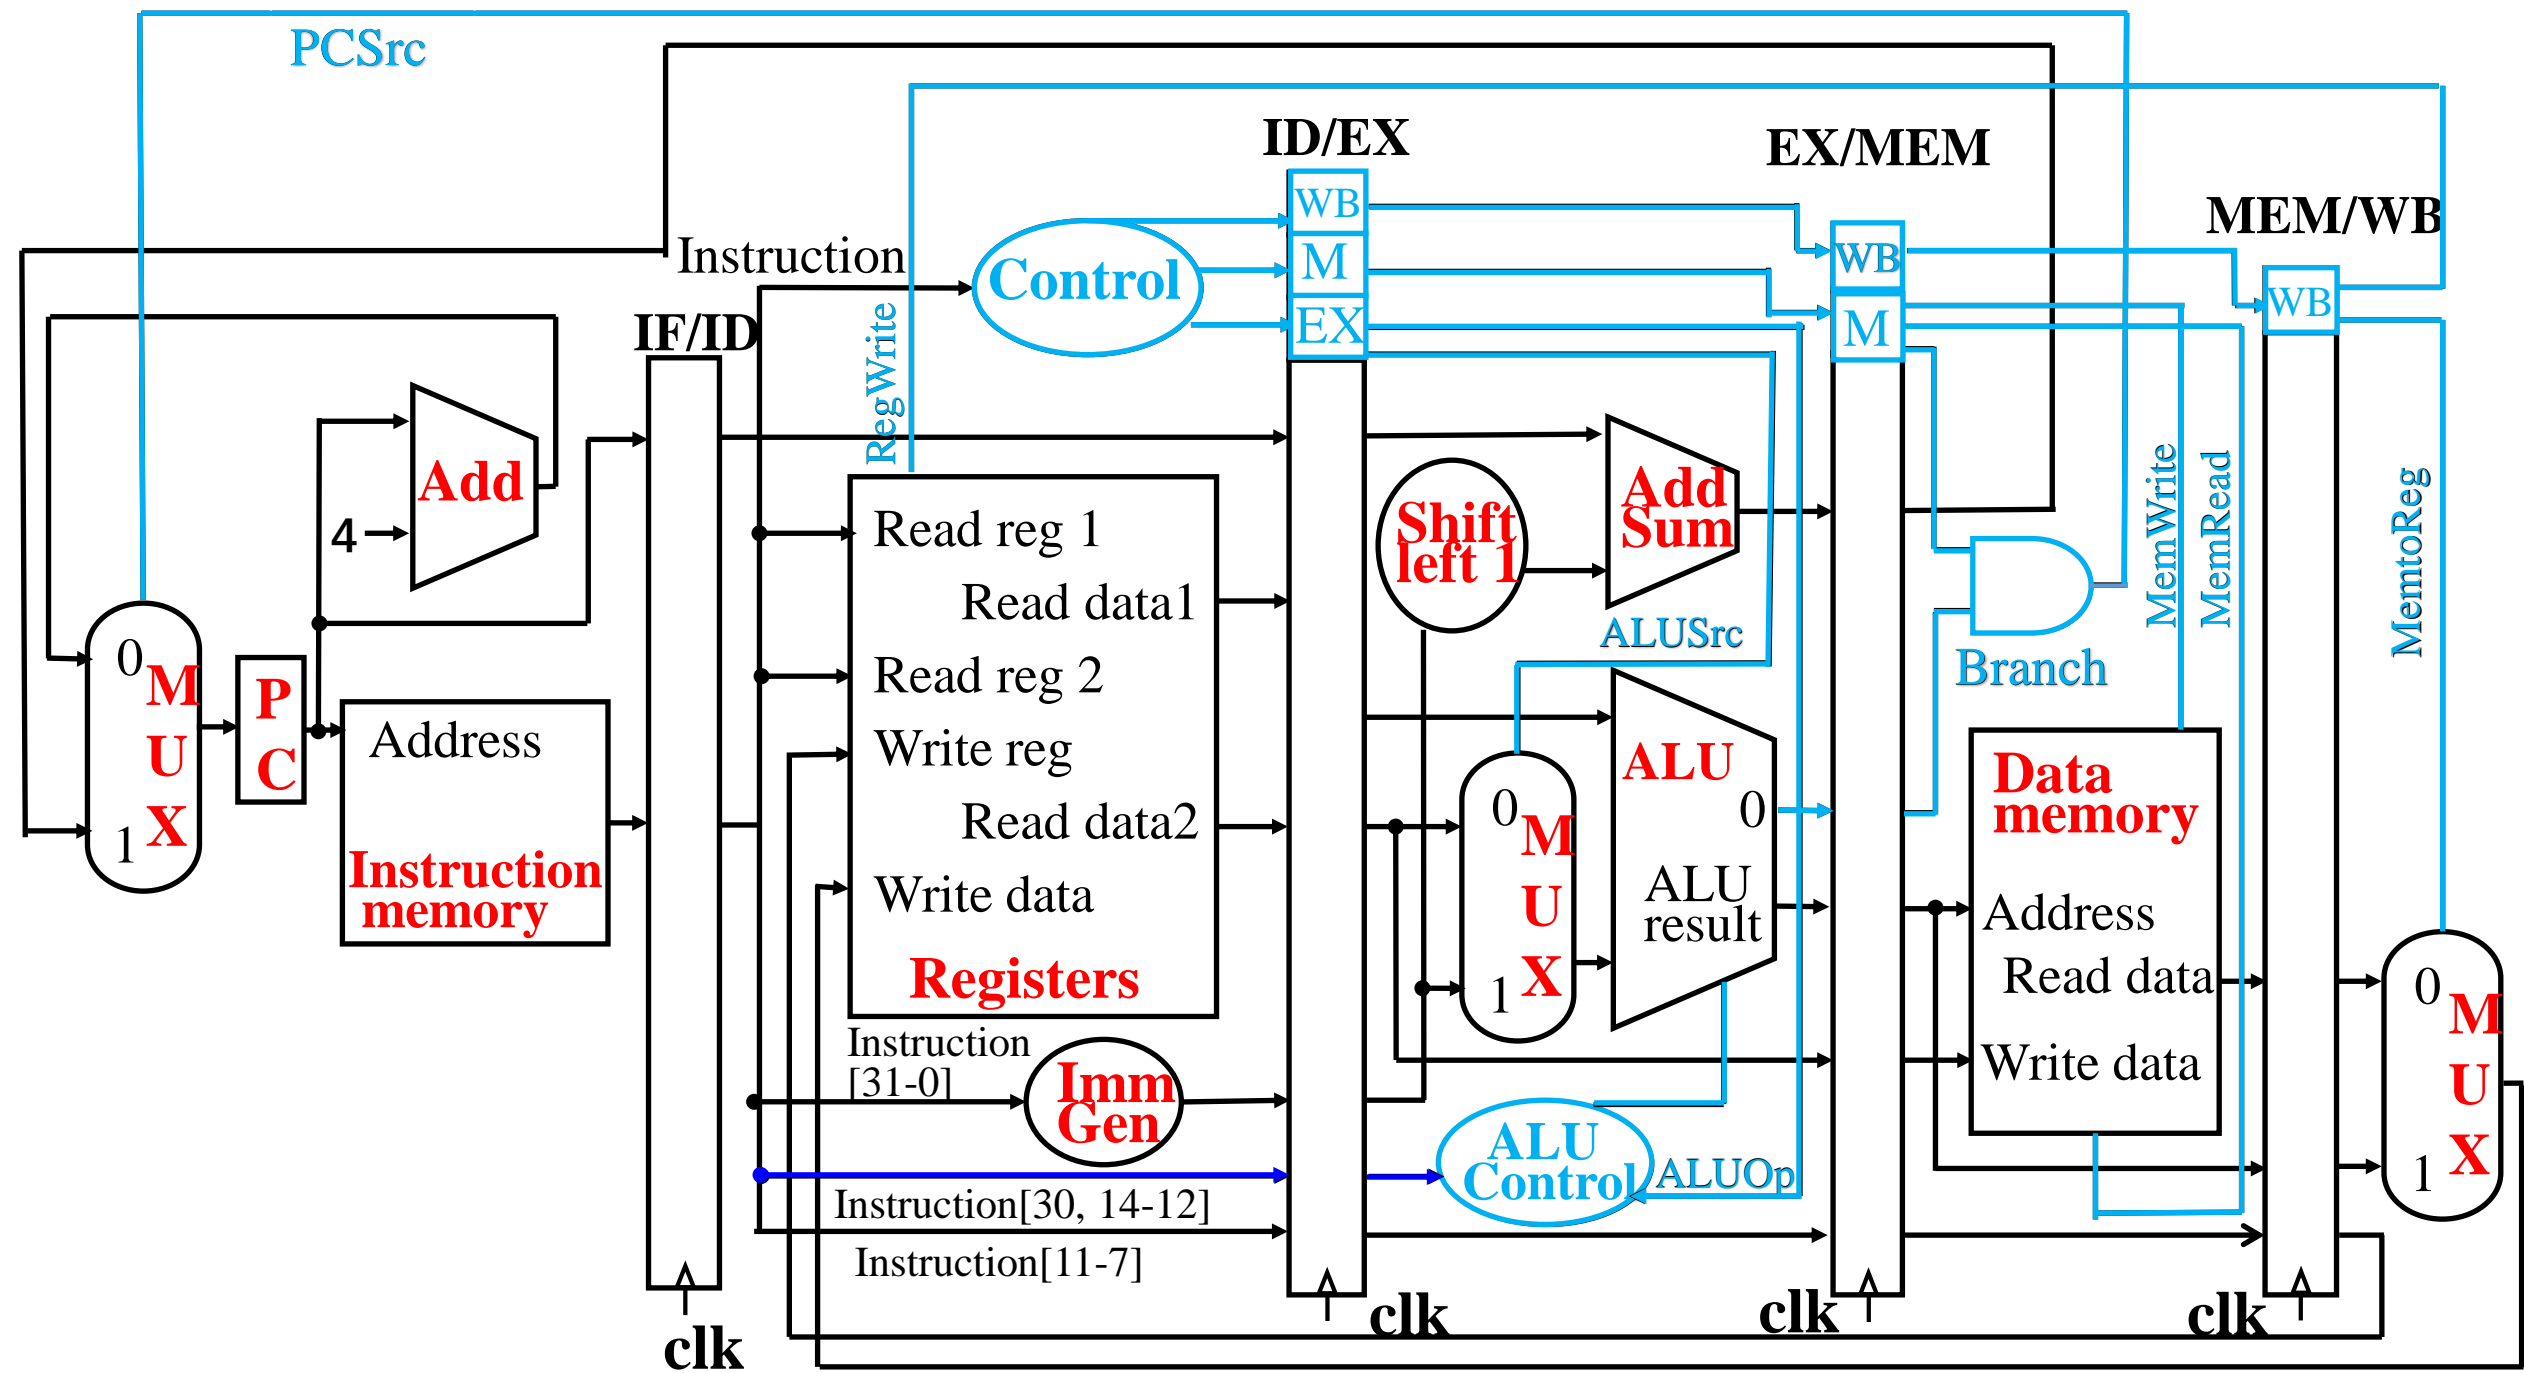 PCSrc
ID/EX
EX/MEM
MEM/WB
Instruction
Control
WB
M
EX
WB
M
WB
IF/ID
RegWrite
Add
4
Add
Sum
Shift
left 1
ALUSrc
Branch
MemWrite
MemRead
MemtoReg
0
M
U
X
1
P
C
Address
Instruction
memory
Read reg 1
Read data1
Read reg 2
Write reg
Read data2
Write data
Registers
0
M
U
X
1
ALU
0
ALU
result
Data
memory
Address
Read data
Write data
0
M
U
X
1
Instruction
[31-0]
Imm
Gen
ALU
Control
ALUOp
Instruction[30, 14-12]
Instruction[11-7]
clk
clk
clk
clk